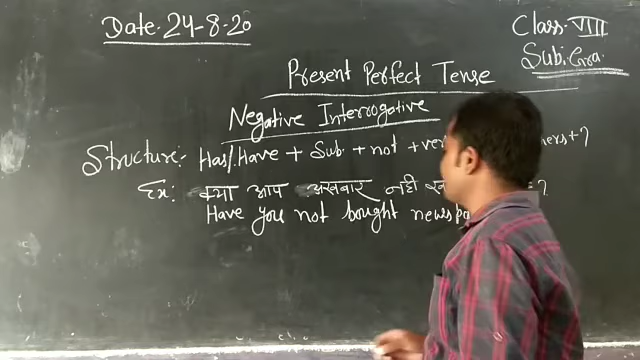 Date. 24-8-20
Class. VIII
Sub. Gra.
Present Perfect Tense
Negative Interrogative
Structure:- Has/Have + Sub. + not + + ?
Ex: क्या आप अखबार नहीं ?
Have you not bought